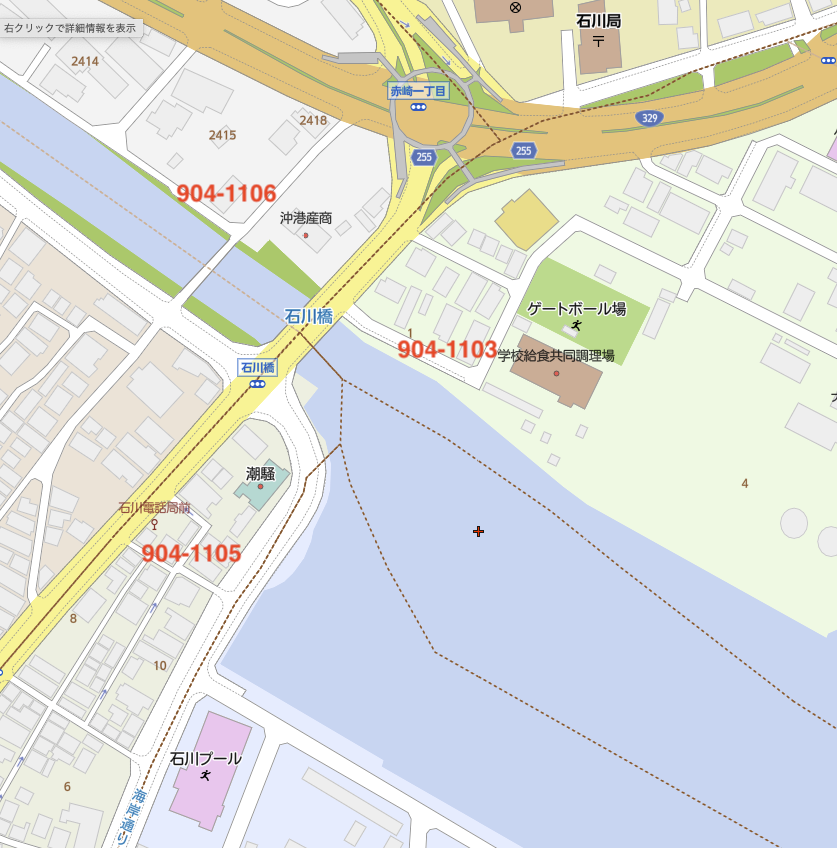 石川局
右クリックで詳細情報を表示
2414
赤崎一丁目
2418
329
2415
255
255
904-1106
沖港産商
石川橋
ゲートボール場
1
904-1103
学校給食共同調理場
石川橋
潮騒
4
石川電話局前
904-1105
8
10
石川プール
6
海岸通り